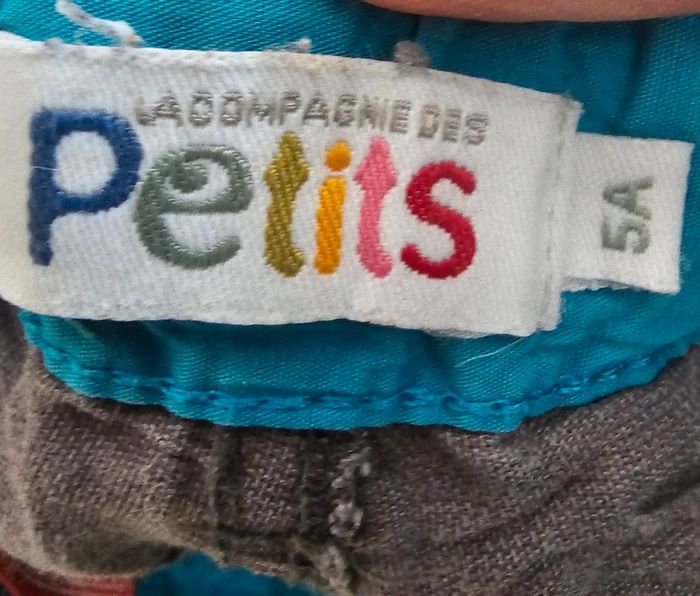 LA COMPAGNIE DES
Petits
5A